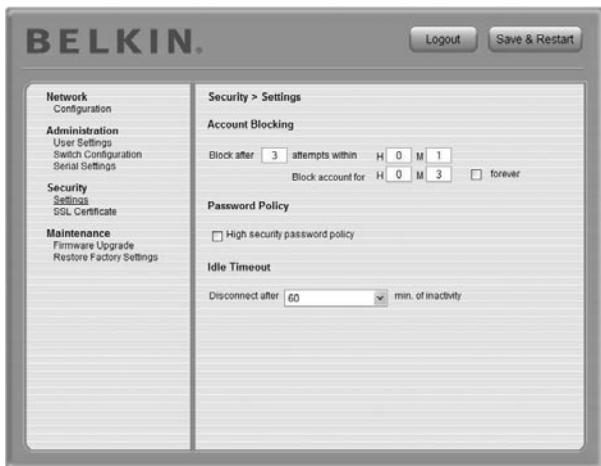 BELKIN.
Logout
Save & Restart
Network
Configuration
Administration
User Settings
Switch Configuration
Serial Settings
Security
Settings
SSL Certificate
Maintenance
Firmware Upgrade
Restore Factory Settings
Security > Settings
Account Blocking
Block after 3 attempts within H 0 M 1
Block account for H 0 M 3 forever
Password Policy
High security password policy
Idle Timeout
Disconnect after 60 min. of inactivity